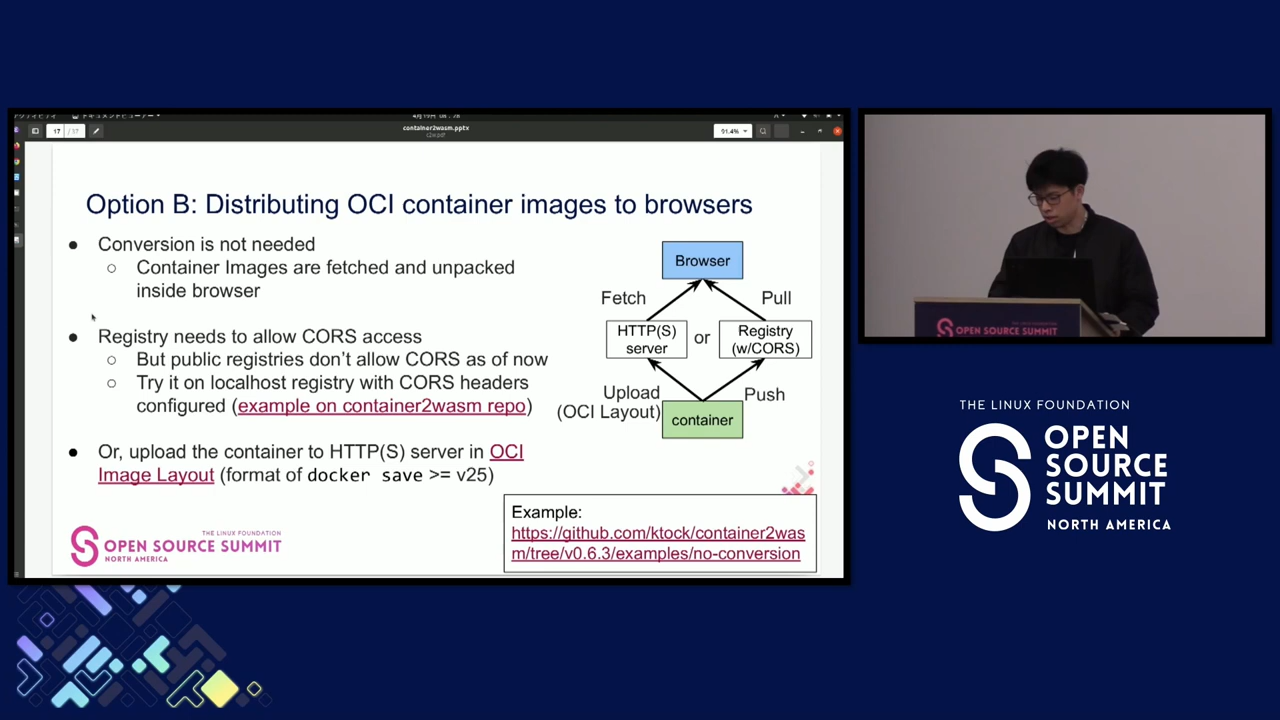 container2wasm.pptx
c2w.pdf
17 / 37
91.4%
Option B: Distributing OCI container images to browsers
● Conversion is not needed
○ Container Images are fetched and unpacked
inside browser
● Registry needs to allow CORS access
○ But public registries don't allow CORS as of now
○ Try it on localhost registry with CORS headers
configured (example on container2wasm repo)
● Or, upload the container to HTTP(S) server in OCI
Image Layout (format of docker save >= v25)
Browser
Fetch
Pull
HTTP(S)
server
or
Registry
(w/CORS)
Upload
(OCI Layout)
Push
container
Example:
https://github.com/ktock/container2was
m/tree/v0.6.3/examples/no-conversion
THE LINUX FOUNDATION
OPEN SOURCE SUMMIT
NORTH AMERICA
OPEN SOURCE SUMMIT
THE LINUX FOUNDATION
OPEN
SOURCE
SUMMIT
NORTH AMERICA